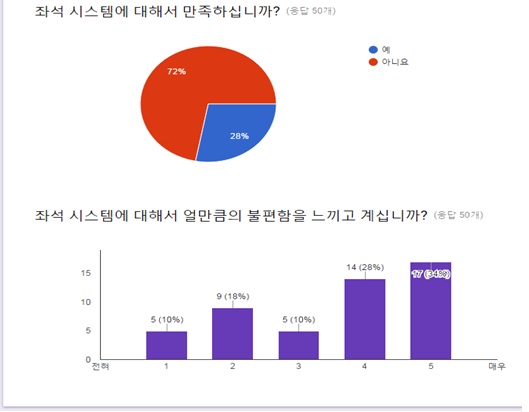 좌석 시스템에 대해서 만족하십니까? (응답 50개)
예
아니요
72%
28%
좌석 시스템에 대해서 얼만큼의 불편함을 느끼고 계십니까? (응답 50개)
15
10
5
0
5 (10%)
9 (18%)
5 (10%)
14 (28%)
17 (34%)
전혀 1 2 3 4 5 매우